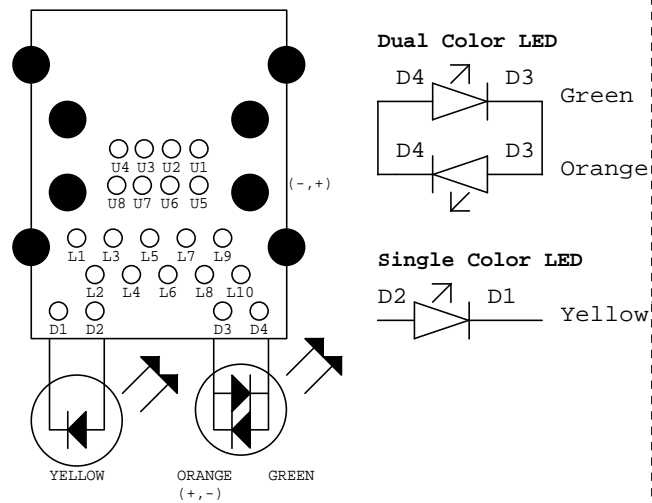 Dual Color LED
D4 D3 Green
D4 D3 Orange
U4 U3 U2 U1
U8 U7 U6 U5
(-,+)
L1 L3 L5 L7 L9
L2 L4 L6 L8 L10
D1 D2 D3 D4
Single Color LED
D2 D1 Yellow
YELLOW ORANGE GREEN
(+,-)